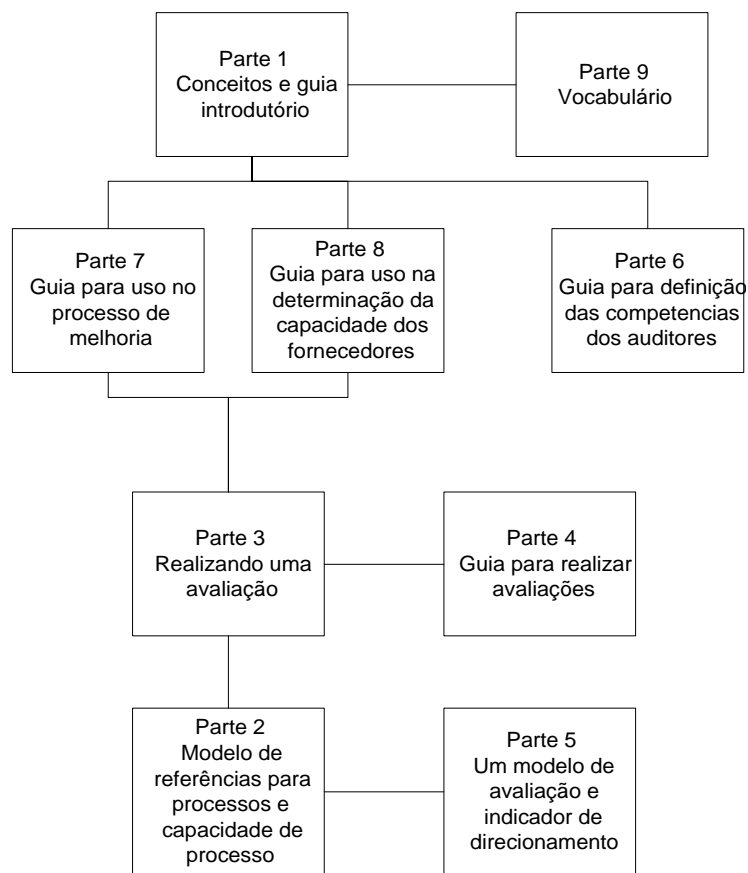 Parte 1
Conceitos e guia
introdutório
Parte 9
Vocabulário
Parte 7
Guia para uso no
processo de
melhoria
Parte 8
Guia para uso na
determinação da
capacidade dos
fornecedores
Parte 6
Guia para definição
das competencias
dos auditores
Parte 3
Realizando uma
avaliação
Parte 4
Guia para realizar
avaliações
Parte 2
Modelo de
referências para
processos e
capacidade de
processo
Parte 5
Um modelo de
avaliação e
indicador de
direcionamento